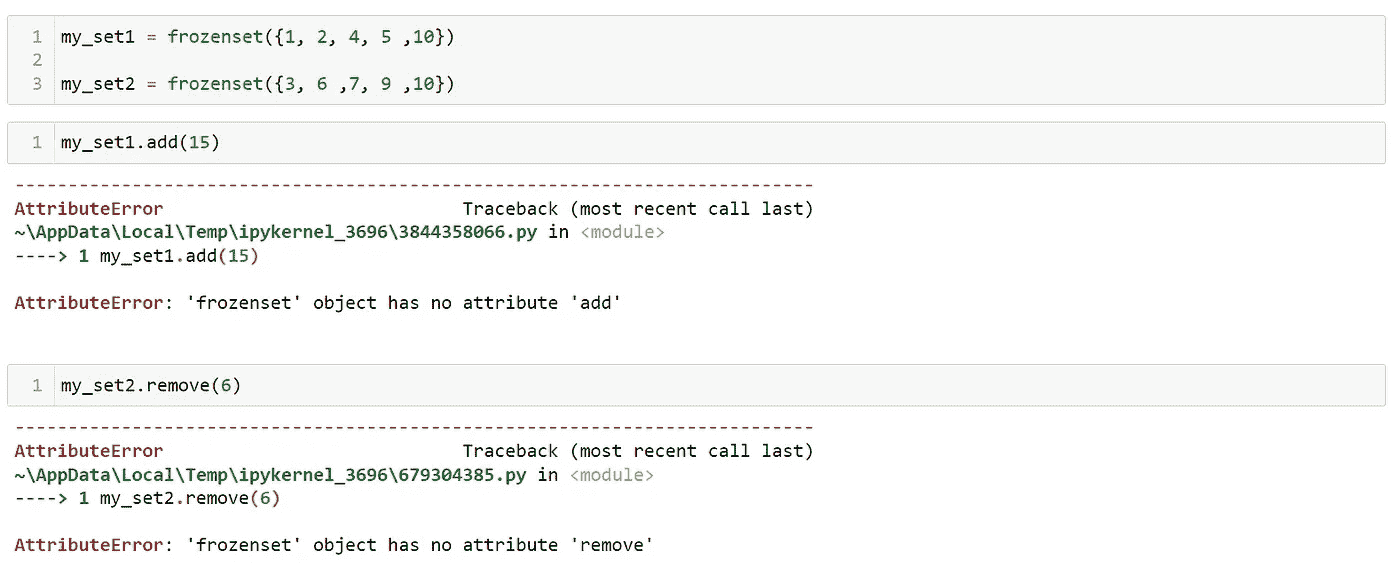 1 my_set1 = frozenset({1, 2, 4, 5 ,10})
2
3 my_set2 = frozenset({3, 6 ,7, 9 ,10})
1 my_set1.add(15)
---------------------------------------------------------------------------
AttributeError                            Traceback (most recent call last)
~\AppData\Local\Temp\ipykernel_3696\3844358066.py in <module>
----> 1 my_set1.add(15)
AttributeError: 'frozenset' object has no attribute 'add'
1 my_set2.remove(6)
---------------------------------------------------------------------------
AttributeError                            Traceback (most recent call last)
~\AppData\Local\Temp\ipykernel_3696\679304385.py in <module>
----> 1 my_set2.remove(6)
AttributeError: 'frozenset' object has no attribute 'remove'